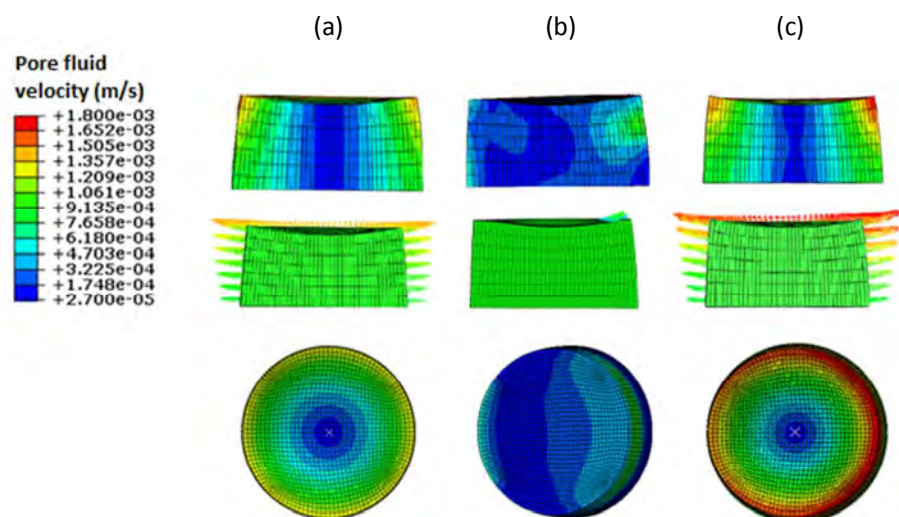 (a) (b) (c)
Pore fluid
velocity (m/s)
+1.800e-03
+1.652e-03
+1.505e-03
+1.357e-03
+1.209e-03
+1.061e-03
+9.135e-04
+7.658e-04
+6.180e-04
+4.703e-04
+3.225e-04
+1.748e-04
+2.700e-05